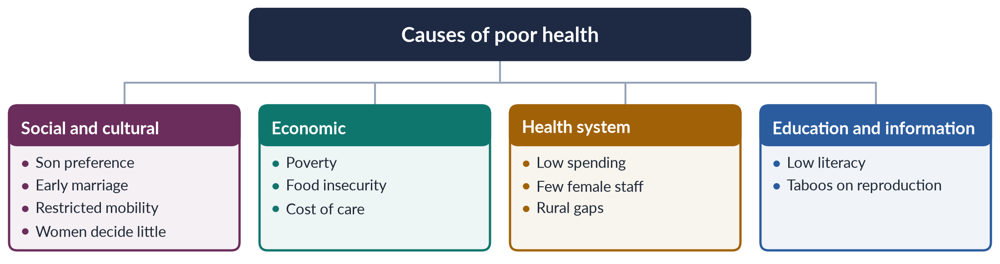 Causes of poor health
Social and cultural
Son preference
Early marriage
Restricted mobility
Women decide little
Economic
Poverty
Food insecurity
Cost of care
Health system
Low spending
Few female staff
Rural gaps
Education and information
Low literacy
Taboos on reproduction